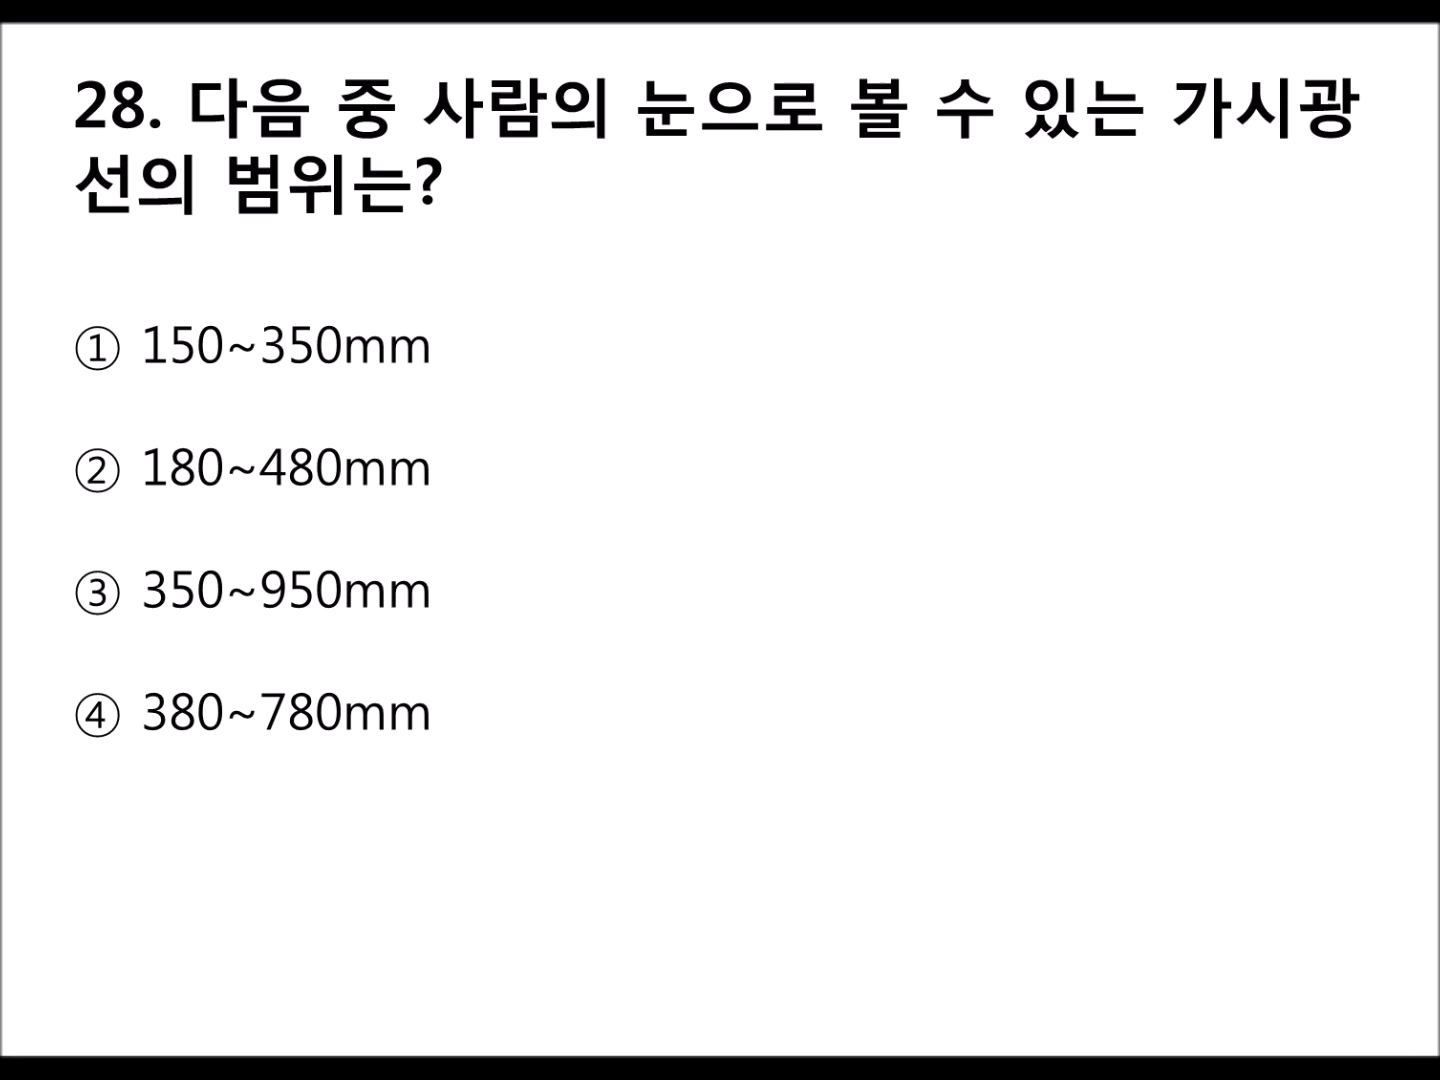 28. 다음 중 사람의 눈으로 볼 수 있는 가시광
선의 범위는?
① 150~350mm
② 180~480mm
③ 350~950mm
④ 380~780mm